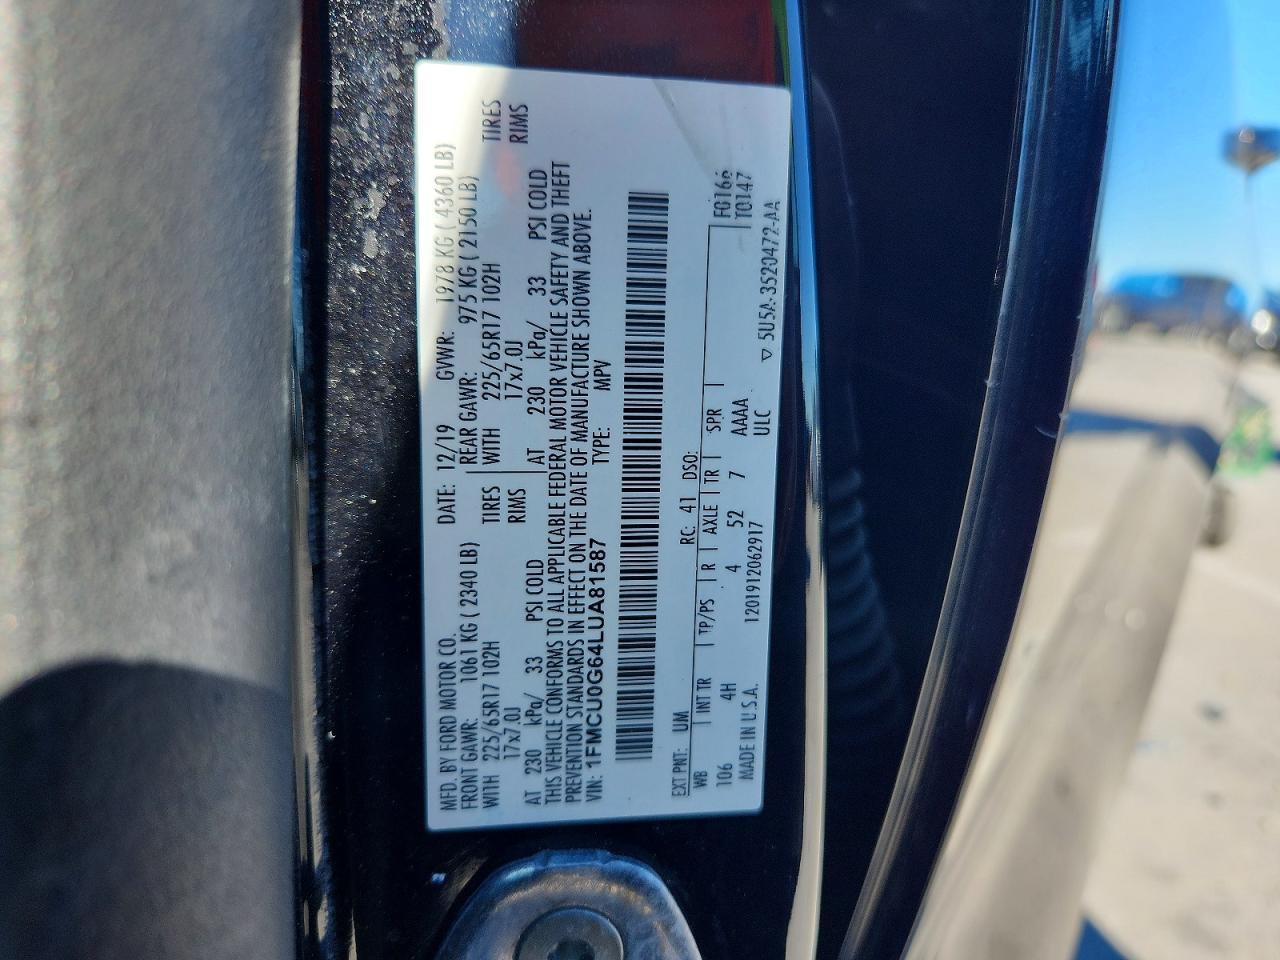 MFD. BY FORD MOTOR CO. DATE: 12/19 GVWR: 1978 KG ( 4360 LB)
FRONT GAWR: 1061 KG ( 2340 LB) REAR GAWR: 975 KG ( 2150 LB)
WITH 225/65R17 102H TIRES WITH 225/65R17 102H TIRES
17x7.0J RIMS 17x7.0J RIMS
AT 230 kPa/ 33 PSI COLD AT 230 kPa/ 33 PSI COLD
THIS VEHICLE CONFORMS TO ALL APPLICABLE FEDERAL MOTOR VEHICLE SAFETY AND THEFT
PREVENTION STANDARDS IN EFFECT ON THE DATE OF MANUFACTURE SHOWN ABOVE.
VIN: 1FMCU0G64LUA81587 TYPE: MPV
EXT PNT: UM RC: 41 DSO:
WB INT TR TP/PS R AXLE TR SPR F0166
106 4H 4 52 7 AAAA T0147
MADE IN U.S.A. 1201912062917 ULC
▽ 5U5A-3520472-AA